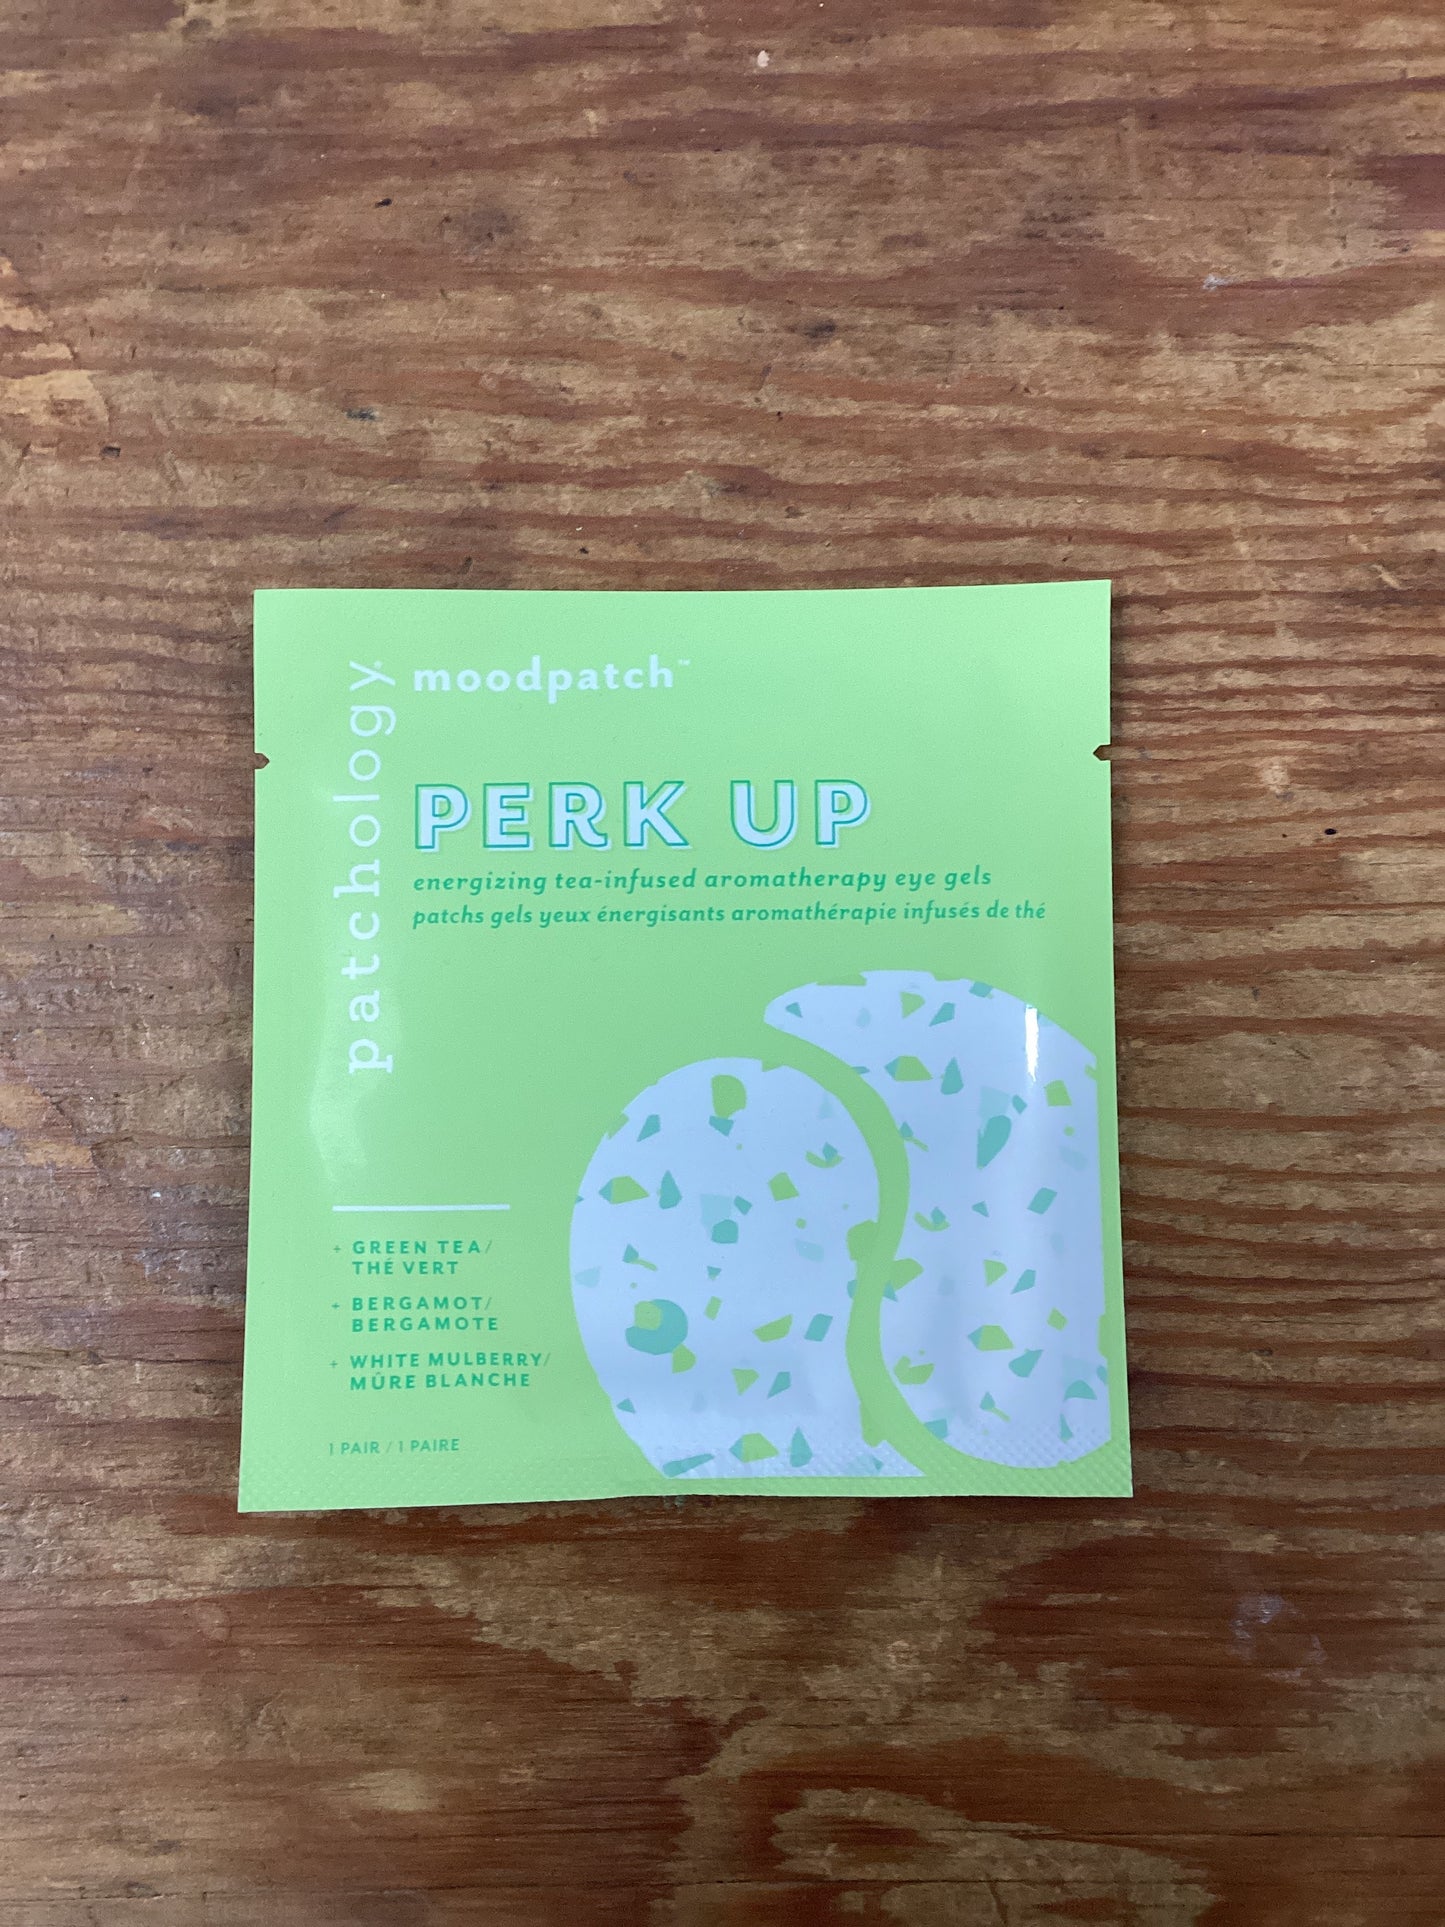 patchology.
moodpatch™
PERK UP
energizing tea-infused aromatherapy eye gels
patchs gels yeux énergisants aromathérapie infusés de thé
+ GREEN TEA/
THÉ VERT
+ BERGAMOT/
BERGAMOTE
+ WHITE MULBERRY/
MÛRE BLANCHE
1 PAIR / 1 PAIRE